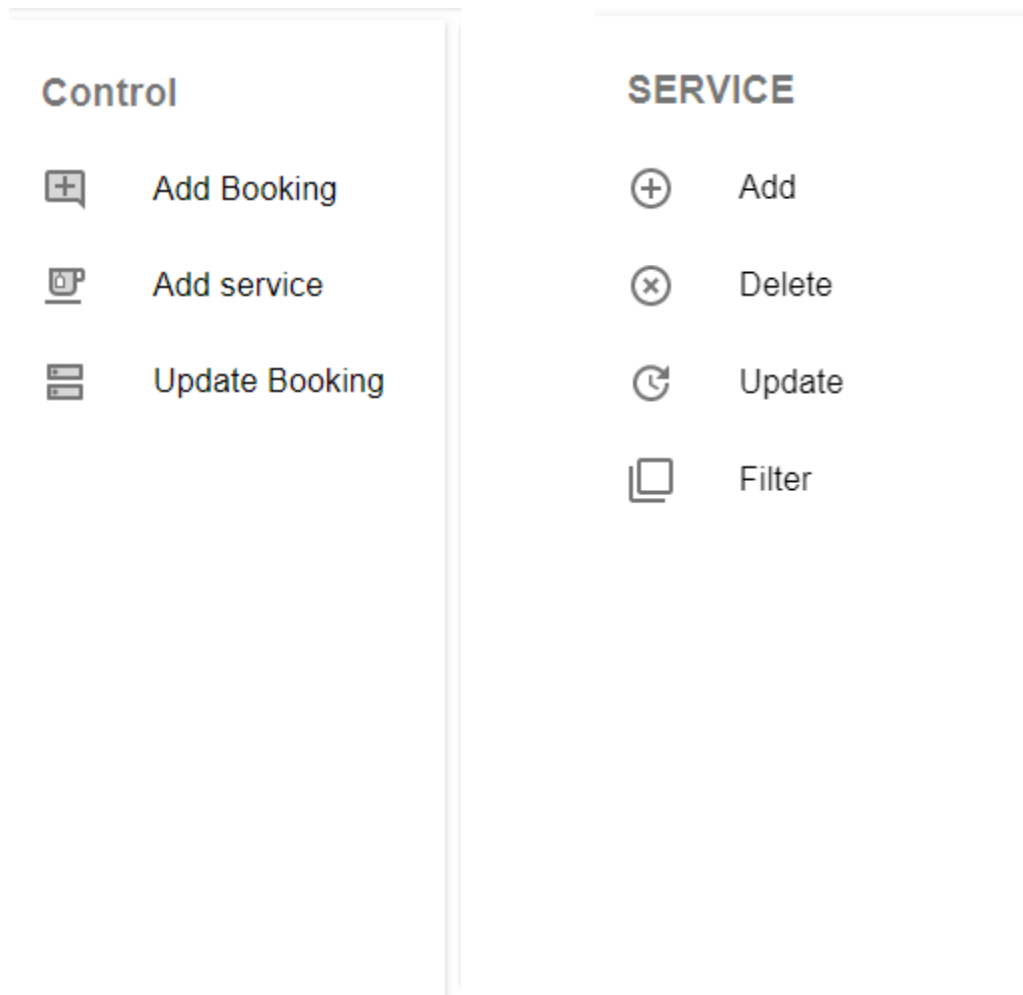 Control
Add Booking
Add service
Update Booking
SERVICE
Add
Delete
Update
Filter